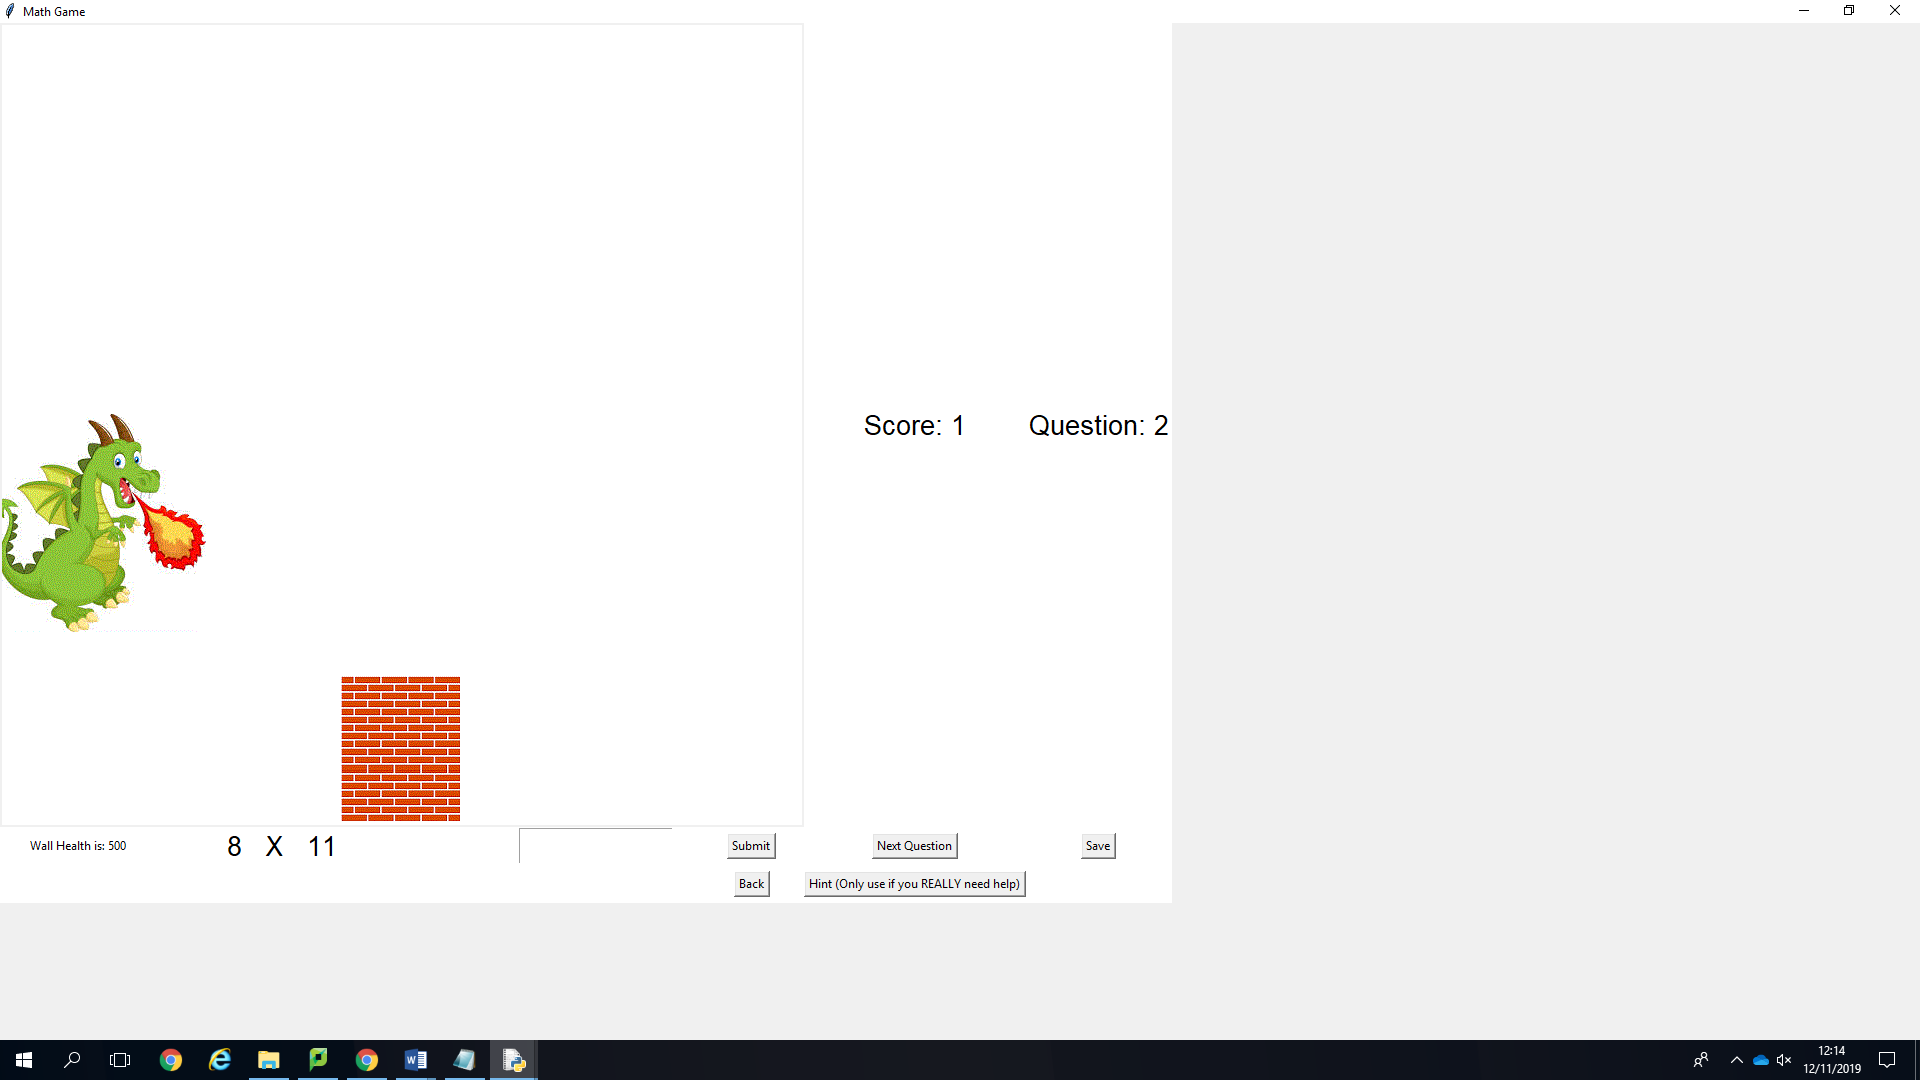 Math Game
Score: 1 Question: 2
Wall Health is: 500 8 X 11 Submit Next Question Save
Back Hint (Only use if you REALLY need help)
12:14
12/11/2019